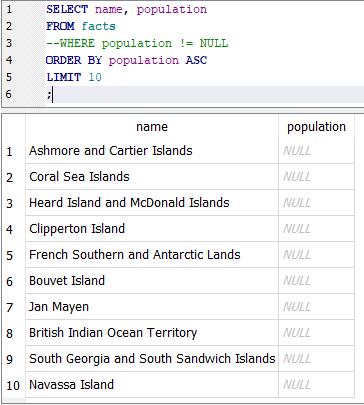 1 SELECT name, population
2 FROM facts
3 --WHERE population != NULL
4 ORDER BY population ASC
5 LIMIT 10
6 ;
name population
1 Ashmore and Cartier Islands NULL
2 Coral Sea Islands NULL
3 Heard Island and McDonald Islands NULL
4 Clipperton Island NULL
5 French Southern and Antarctic Lands NULL
6 Bouvet Island NULL
7 Jan Mayen NULL
8 British Indian Ocean Territory NULL
9 South Georgia and South Sandwich Islands NULL
10 Navassa Island NULL